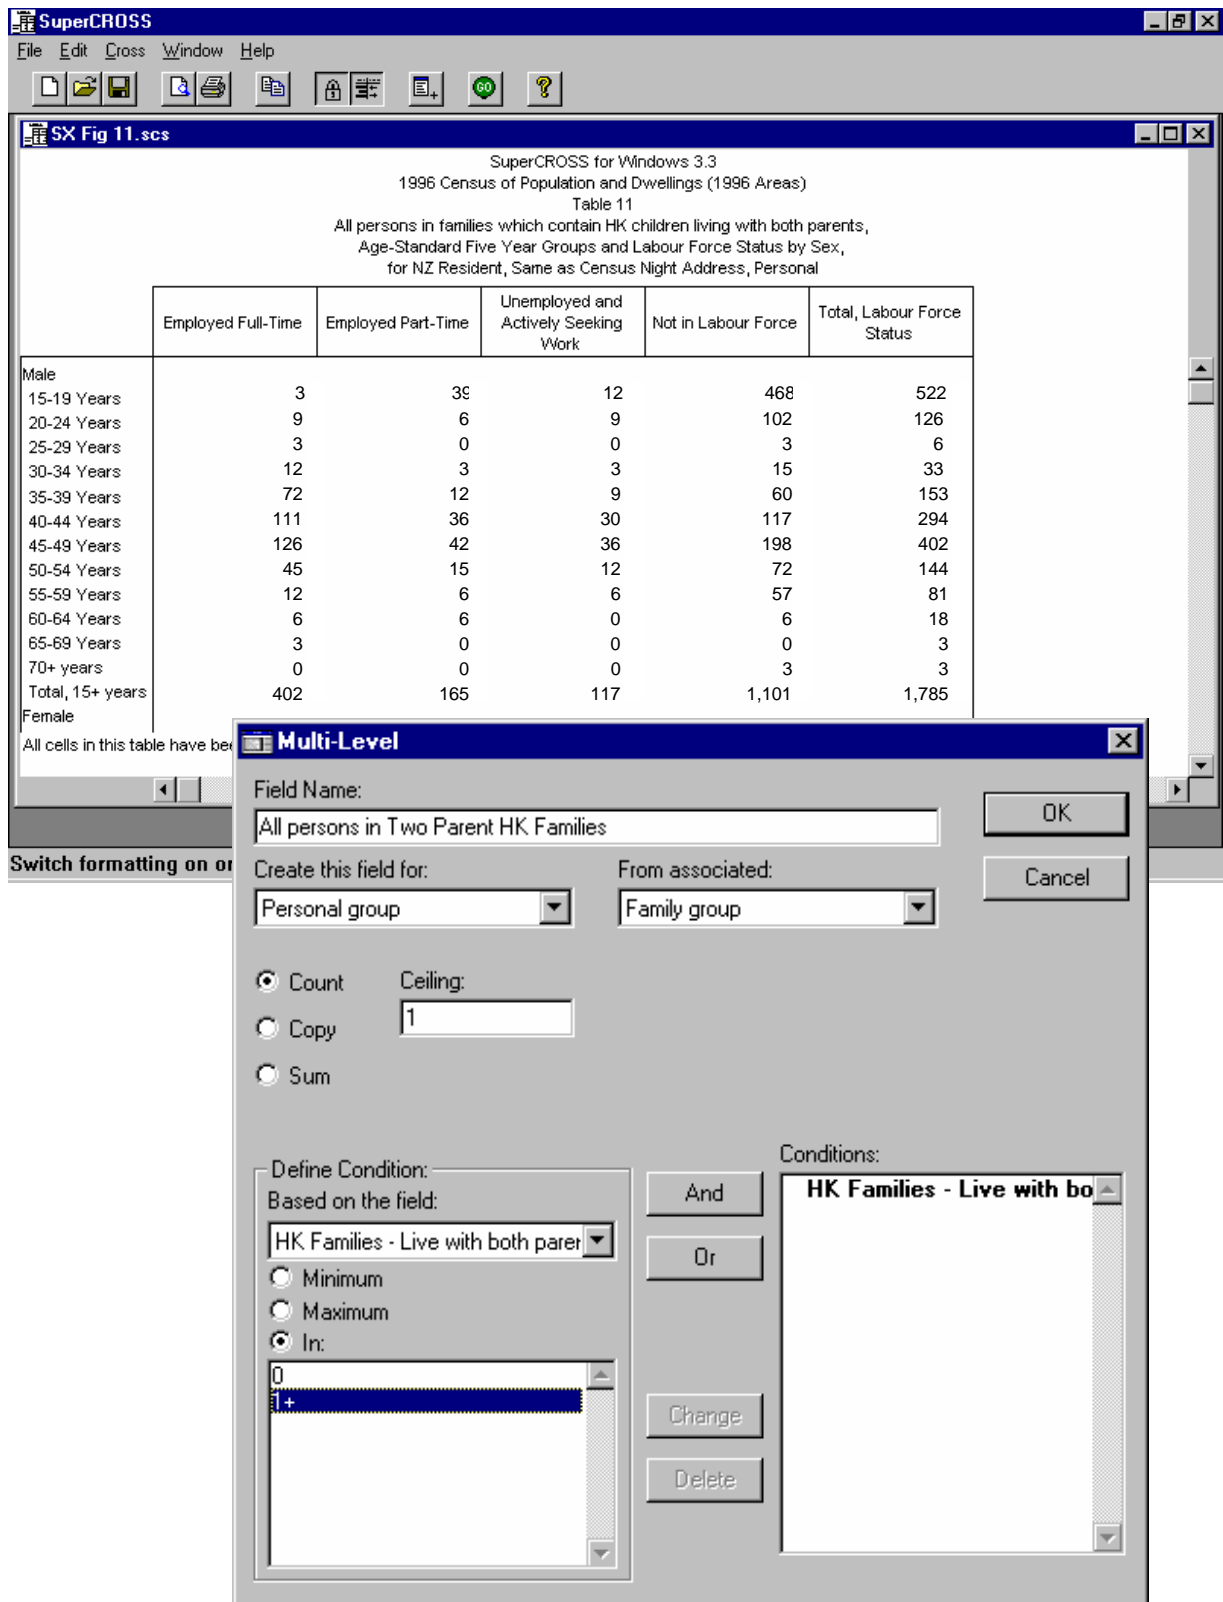 SuperCROSS
File Edit Cross Window Help
GO
SX Fig 11.scs
SuperCROSS for Windows 3.3
1996 Census of Population and Dwellings (1996 Areas)
Table 11
All persons in families which contain HK children living with both parents,
Age-Standard Five Year Groups and Labour Force Status by Sex,
for NZ Resident, Same as Census Night Address, Personal
Employed Full-Time Employed Part-Time Unemployed and Actively Seeking Work Not in Labour Force Total, Labour Force Status
Male
15-19 Years 3 39 12 468 522
20-24 Years 9 6 9 102 126
25-29 Years 3 0 0 3 6
30-34 Years 12 3 3 15 33
35-39 Years 72 12 9 60 153
40-44 Years 111 36 30 117 294
45-49 Years 126 42 36 198 402
50-54 Years 45 15 12 72 144
55-59 Years 12 6 6 57 81
60-64 Years 6 6 0 6 18
65-69 Years 3 0 0 0 3
70+ years 0 0 0 3 3
Total, 15+ years 402 165 117 1,101 1,785
Female
All cells in this table have bee
Switch formatting on or
Multi-Level
Field Name:
All persons in Two Parent HK Families
OK
Create this field for: From associated:
Cancel
Personal group Family group
Count Ceiling:
1
Copy
Sum
Define Condition:
Based on the field:
HK Families - Live with both parer
Minimum
Maximum
In:
0
1+
And
Or
Change
Delete
Conditions:
HK Families - Live with bo